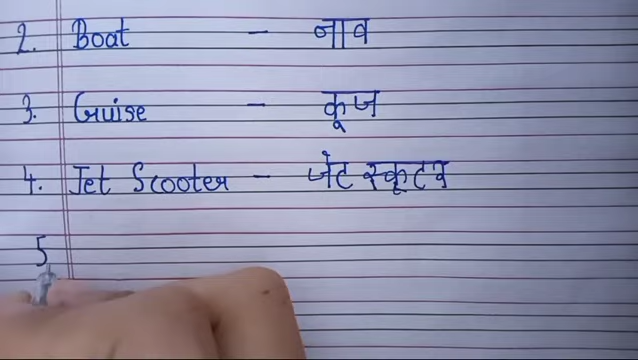 2. Boat - नाव
3. Cruise - कूज
4. Jet Scooter - जेट स्कूटर
5